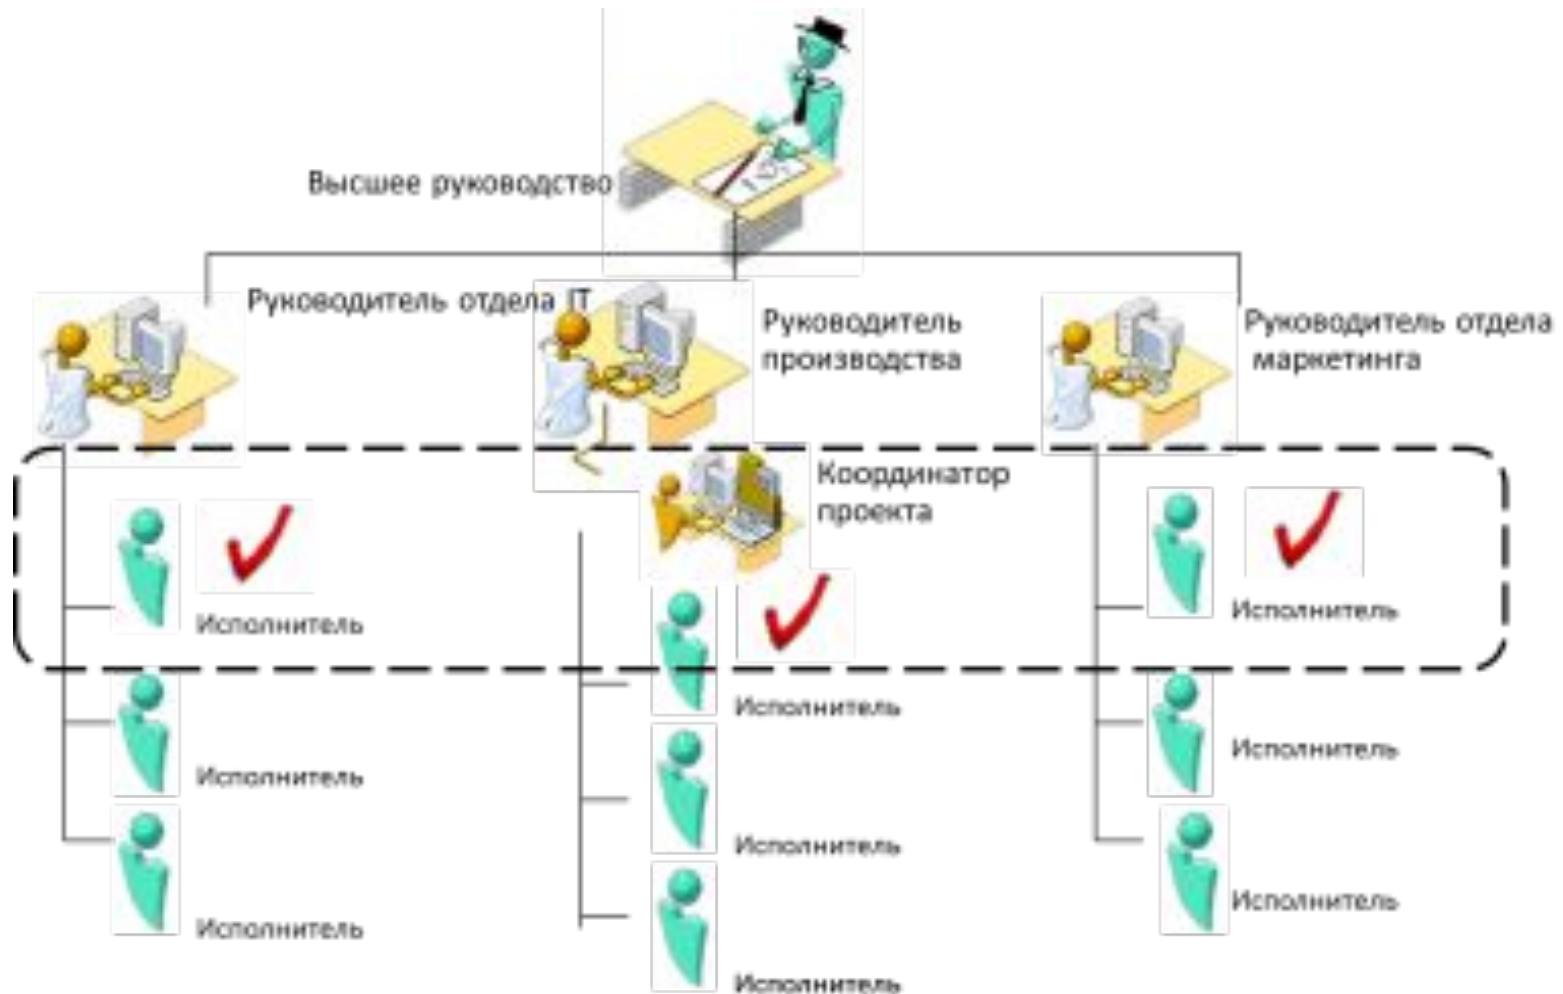 Высшее руководство
Руководитель отдела IT
Руководитель
производства
Руководитель отдела
маркетинга
Координатор
проекта
Исполнитель
Исполнитель
Исполнитель
Исполнитель
Исполнитель
Исполнитель
Исполнитель
Исполнитель
Исполнитель